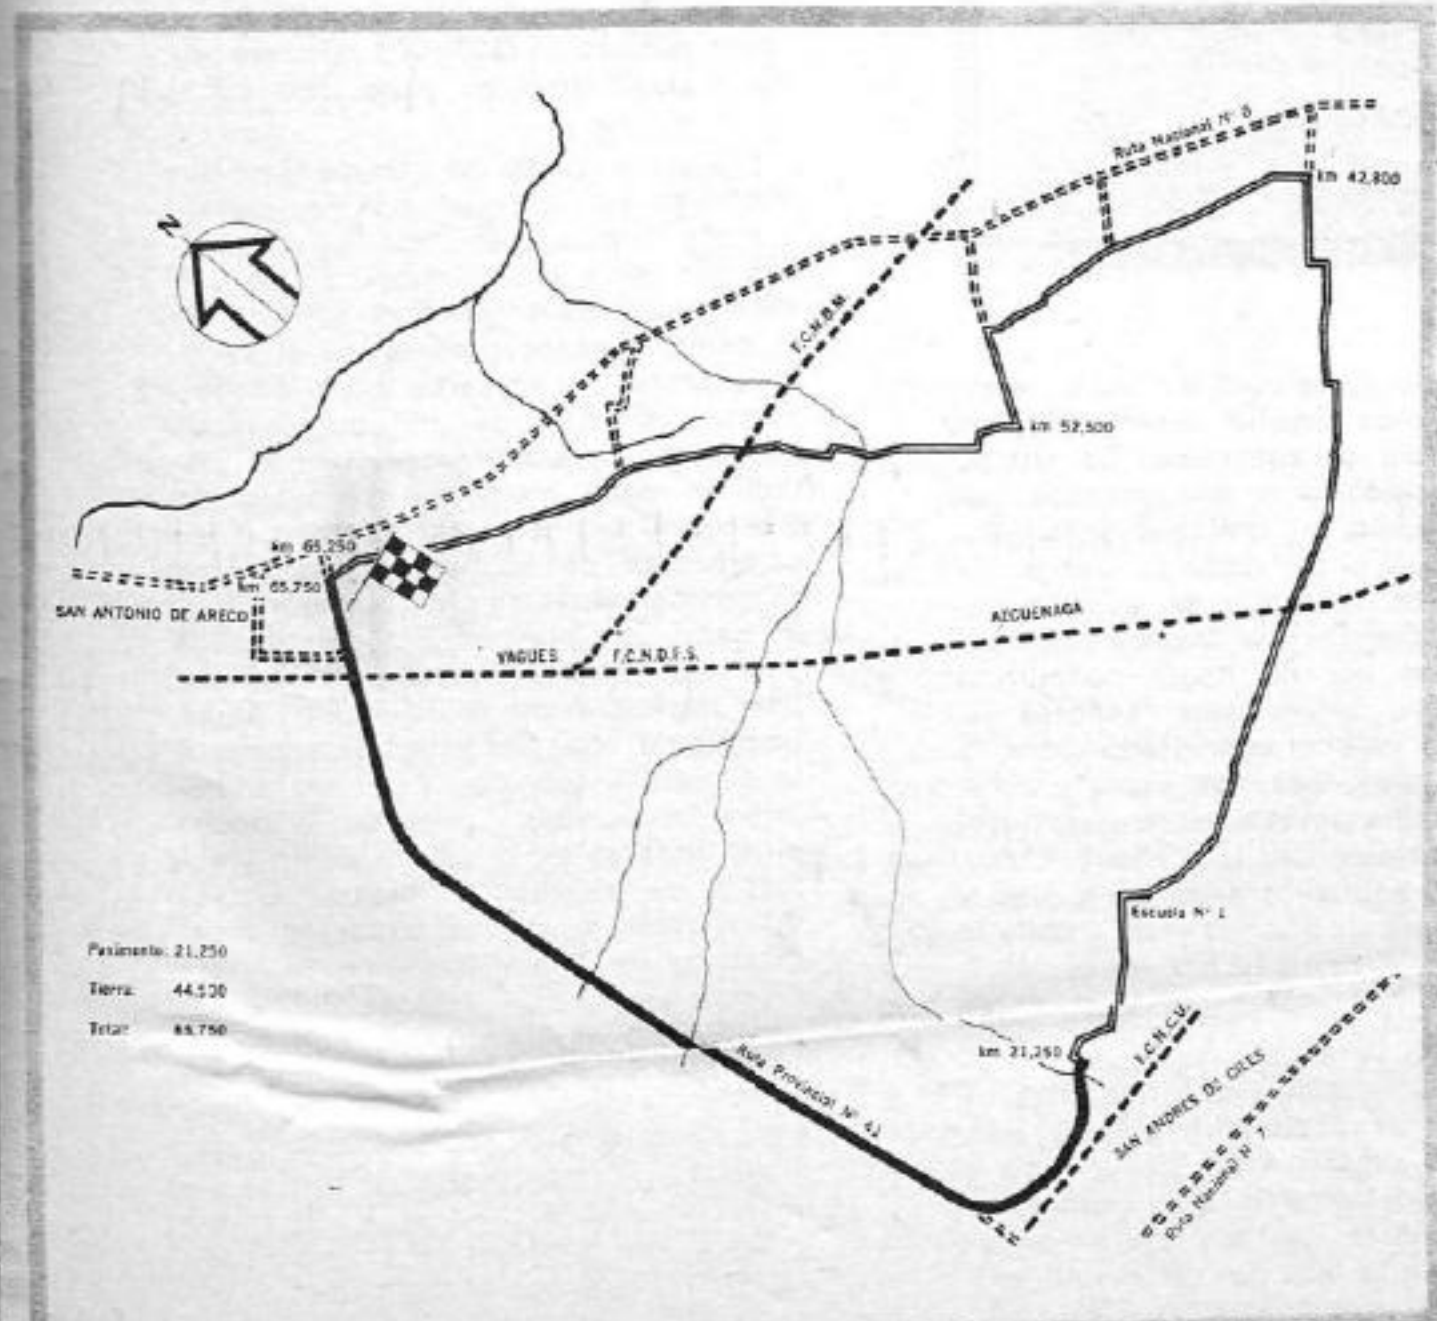 Ruta Nacional Nº 8
km 42,800
N
F.C.N.B.M.
km 52,500
km 65,250
km 65,750
SAN ANTONIO DE ARECO
AZCUENAGA
VAGUES
F.C.N.D.F.S.
Escuela Nº 1
Pavimento: 21,250
Tierra: 44,500
Total: 65,750
km 21,250
Ruta Provincial Nº 41
SAN ANDRES DE GILES
Ruta Nacional Nº 7